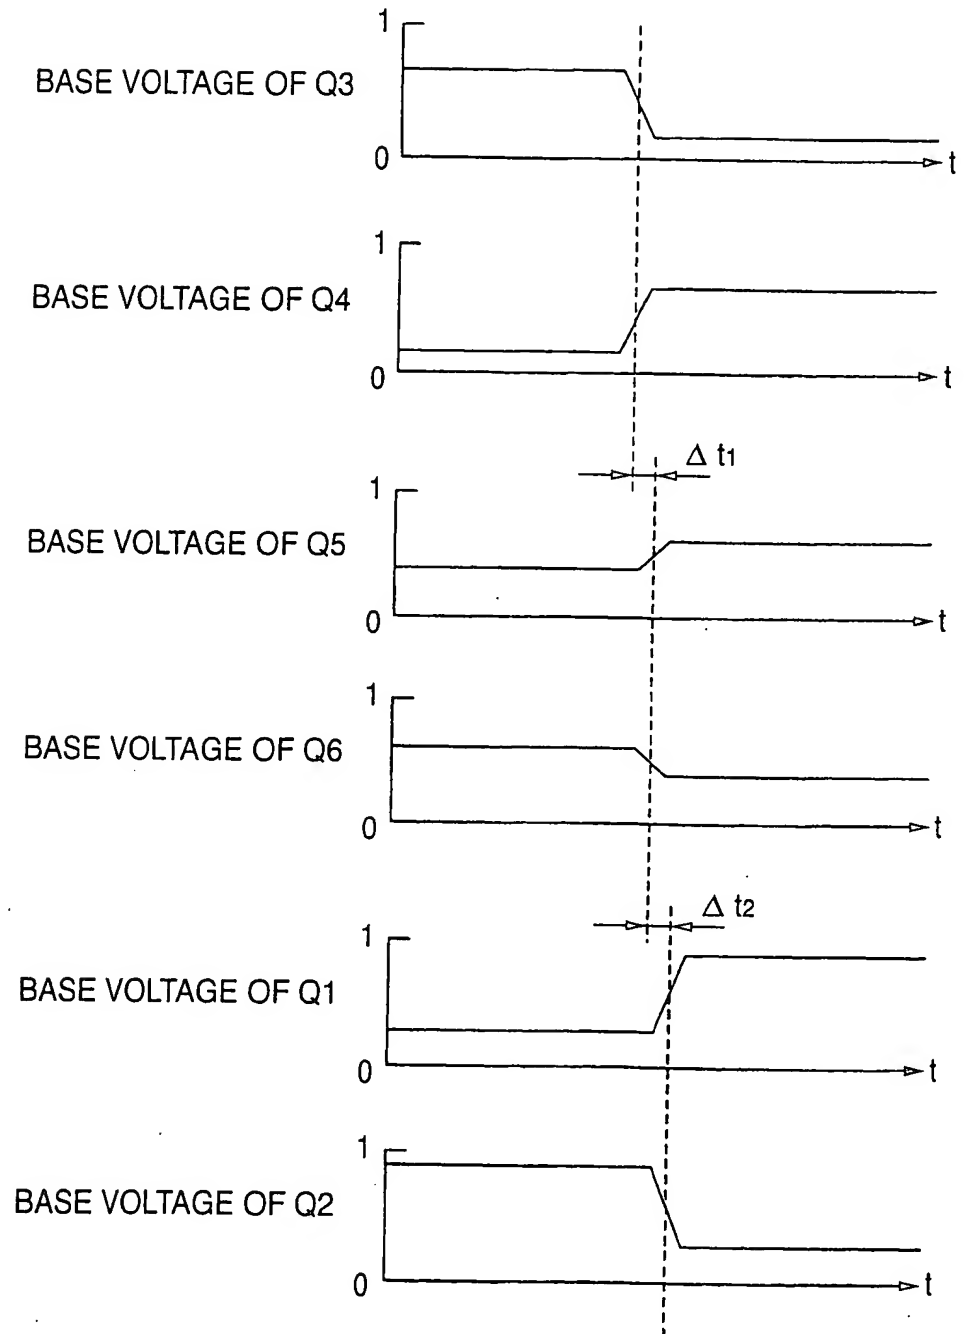 1
BASE VOLTAGE OF Q3
0
t
1
BASE VOLTAGE OF Q4
0
t
Δ t1
1
BASE VOLTAGE OF Q5
0
t
1
BASE VOLTAGE OF Q6
0
t
Δ t2
1
BASE VOLTAGE OF Q1
0
t
1
BASE VOLTAGE OF Q2
0
t